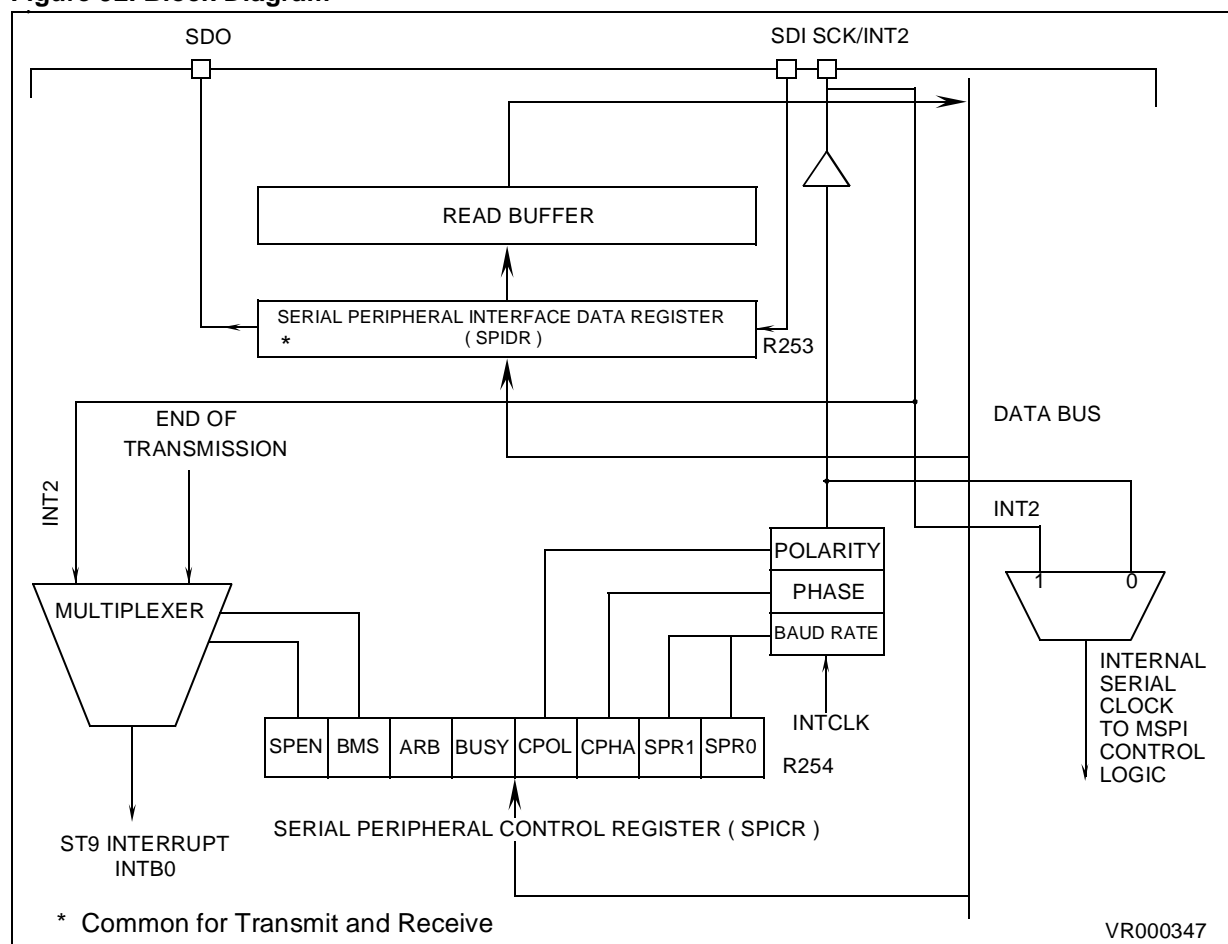 SDO
SDI SCK/INT2
READ BUFFER
SERIAL PERIPHERAL INTERFACE DATA REGISTER
*
( SPIDR )
R253
END OF
TRANSMISSION
DATA BUS
INT2
INT2
POLARITY
PHASE
BAUD RATE
1
0
MULTIPLEXER
INTCLK
INTERNAL
SERIAL
CLOCK
TO MSPI
CONTROL
LOGIC
SPEN BMS ARB BUSY CPOL CPHA SPR1 SPR0
R254
SERIAL PERIPHERAL CONTROL REGISTER ( SPICR )
ST9 INTERRUPT
INTB0
* Common for Transmit and Receive
VR000347